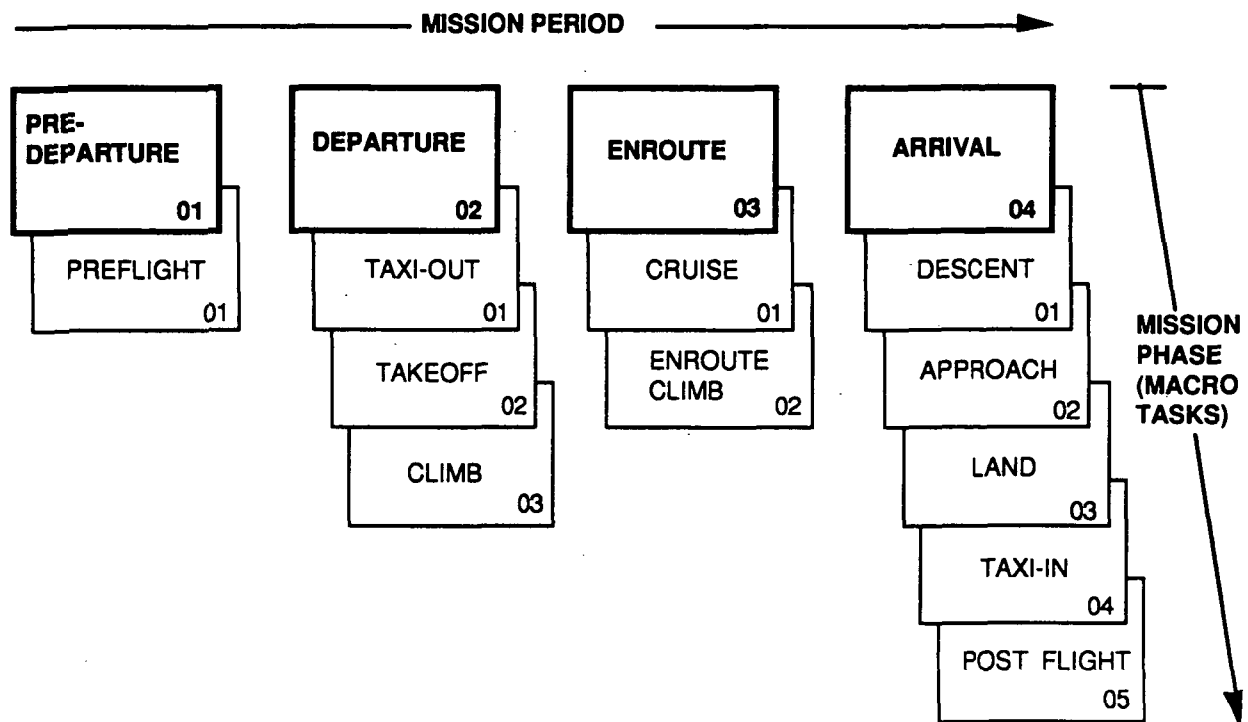 MISSION PERIOD
PRE-
DEPARTURE
01
PREFLIGHT
01
DEPARTURE
02
TAXI-OUT
01
TAKEOFF
02
CLIMB
03
ENROUTE
03
CRUISE
01
ENROUTE
CLIMB
02
ARRIVAL
04
DESCENT
01
APPROACH
02
LAND
03
TAXI-IN
04
POST FLIGHT
05
MISSION
PHASE
(MACRO
TASKS)